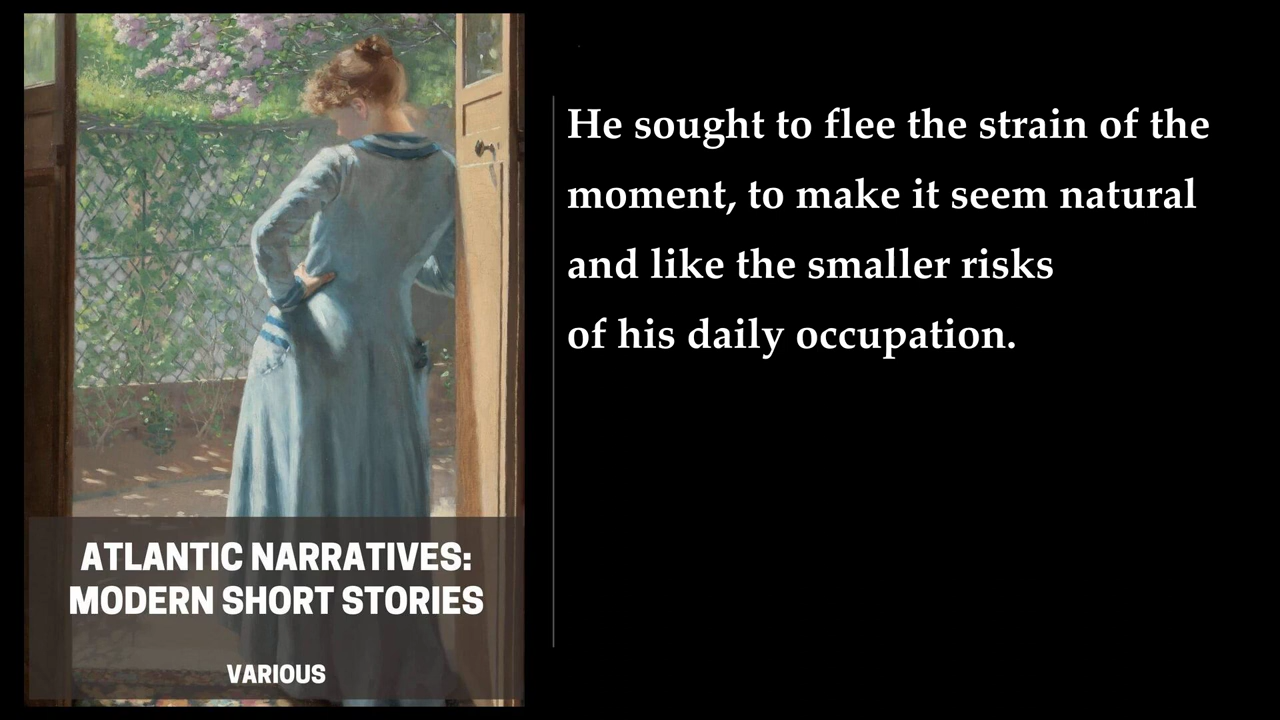 He sought to flee the strain of the
moment, to make it seem natural
and like the smaller risks
of his daily occupation.
ATLANTIC NARRATIVES:
MODERN SHORT STORIES
VARIOUS